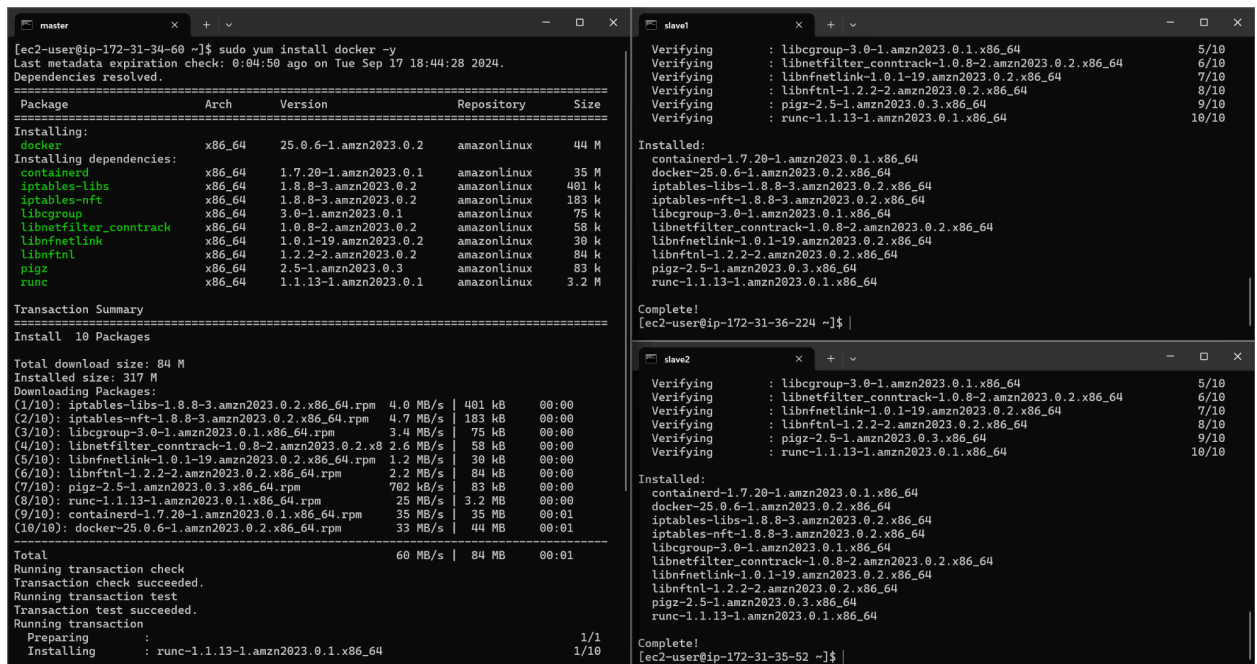 master
[ec2-user@ip-172-31-34-60 ~]$ sudo yum install docker -y
Last metadata expiration check: 0:04:50 ago on Tue Sep 17 18:44:28 2024.
Dependencies resolved.
Package Arch Version Repository Size
Installing:
docker x86_64 25.0.6-1.amzn2023.0.2 amazonlinux 44 M
Installing dependencies:
containerd x86_64 1.7.20-1.amzn2023.0.1 amazonlinux 35 M
iptables-libs x86_64 1.8.8-3.amzn2023.0.2 amazonlinux 401 k
iptables-nft x86_64 1.8.8-3.amzn2023.0.2 amazonlinux 183 k
libcgroup x86_64 3.0-1.amzn2023.0.1 amazonlinux 75 k
libnetfilter_conntrack x86_64 1.0.8-2.amzn2023.0.2 amazonlinux 58 k
libnfnetlink x86_64 1.0.1-19.amzn2023.0.2 amazonlinux 30 k
libnftnl x86_64 1.2.2-2.amzn2023.0.2 amazonlinux 84 k
pigz x86_64 2.5-1.amzn2023.0.3 amazonlinux 83 k
runc x86_64 1.1.13-1.amzn2023.0.1 amazonlinux 3.2 M
Transaction Summary
Install 10 Packages
Total download size: 84 M
Installed size: 317 M
Downloading Packages:
(1/10): iptables-libs-1.8.8-3.amzn2023.0.2.x86_64.rpm 4.0 MB/s | 401 kB 00:00
(2/10): iptables-nft-1.8.8-3.amzn2023.0.2.x86_64.rpm 4.7 MB/s | 183 kB 00:00
(3/10): libcgroup-3.0-1.amzn2023.0.1.x86_64.rpm 3.4 MB/s | 75 kB 00:00
(4/10): libnetfilter_conntrack-1.0.8-2.amzn2023.0.2.x8 2.6 MB/s | 58 kB 00:00
(5/10): libnfnetlink-1.0.1-19.amzn2023.0.2.x86_64.rpm 1.2 MB/s | 30 kB 00:00
(6/10): libnftnl-1.2.2-2.amzn2023.0.2.x86_64.rpm 2.2 MB/s | 84 kB 00:00
(7/10): pigz-2.5-1.amzn2023.0.3.x86_64.rpm 702 kB/s | 83 kB 00:00
(8/10): runc-1.1.13-1.amzn2023.0.1.x86_64.rpm 25 MB/s | 3.2 MB 00:00
(9/10): containerd-1.7.20-1.amzn2023.0.1.x86_64.rpm 35 MB/s | 35 MB 00:01
(10/10): docker-25.0.6-1.amzn2023.0.2.x86_64.rpm 33 MB/s | 44 MB 00:01
Total 60 MB/s | 84 MB 00:01
Running transaction check
Transaction check succeeded.
Running transaction test
Transaction test succeeded.
Running transaction
Preparing : 1/1
Installing : runc-1.1.13-1.amzn2023.0.1.x86_64 1/10
slave1
Verifying : libcgroup-3.0-1.amzn2023.0.1.x86_64 5/10
Verifying : libnetfilter_conntrack-1.0.8-2.amzn2023.0.2.x86_64 6/10
Verifying : libnfnetlink-1.0.1-19.amzn2023.0.2.x86_64 7/10
Verifying : libnftnl-1.2.2-2.amzn2023.0.2.x86_64 8/10
Verifying : pigz-2.5-1.amzn2023.0.3.x86_64 9/10
Verifying : runc-1.1.13-1.amzn2023.0.1.x86_64 10/10
Installed:
containerd-1.7.20-1.amzn2023.0.1.x86_64
docker-25.0.6-1.amzn2023.0.2.x86_64
iptables-libs-1.8.8-3.amzn2023.0.2.x86_64
iptables-nft-1.8.8-3.amzn2023.0.2.x86_64
libcgroup-3.0-1.amzn2023.0.1.x86_64
libnetfilter_conntrack-1.0.8-2.amzn2023.0.2.x86_64
libnfnetlink-1.0.1-19.amzn2023.0.2.x86_64
libnftnl-1.2.2-2.amzn2023.0.2.x86_64
pigz-2.5-1.amzn2023.0.3.x86_64
runc-1.1.13-1.amzn2023.0.1.x86_64
Complete!
[ec2-user@ip-172-31-36-224 ~]$
slave2
Verifying : libcgroup-3.0-1.amzn2023.0.1.x86_64 5/10
Verifying : libnetfilter_conntrack-1.0.8-2.amzn2023.0.2.x86_64 6/10
Verifying : libnfnetlink-1.0.1-19.amzn2023.0.2.x86_64 7/10
Verifying : libnftnl-1.2.2-2.amzn2023.0.2.x86_64 8/10
Verifying : pigz-2.5-1.amzn2023.0.3.x86_64 9/10
Verifying : runc-1.1.13-1.amzn2023.0.1.x86_64 10/10
Installed:
containerd-1.7.20-1.amzn2023.0.1.x86_64
docker-25.0.6-1.amzn2023.0.2.x86_64
iptables-libs-1.8.8-3.amzn2023.0.2.x86_64
iptables-nft-1.8.8-3.amzn2023.0.2.x86_64
libcgroup-3.0-1.amzn2023.0.1.x86_64
libnetfilter_conntrack-1.0.8-2.amzn2023.0.2.x86_64
libnfnetlink-1.0.1-19.amzn2023.0.2.x86_64
libnftnl-1.2.2-2.amzn2023.0.2.x86_64
pigz-2.5-1.amzn2023.0.3.x86_64
runc-1.1.13-1.amzn2023.0.1.x86_64
Complete!
[ec2-user@ip-172-31-35-52 ~]$